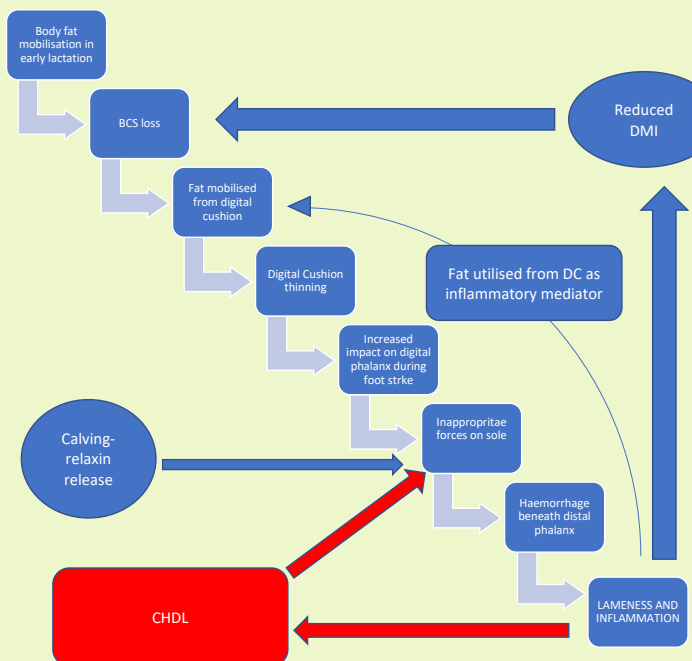 Body fat
mobilisation in
early lactation
BCS loss
Reduced
DMI
Fat mobilised
from digital
cushion
Digital Cushion
thinning
Fat utilised from DC as
inflammatory mediator
Increased
impact on digital
phalanx during
foot strke
Calving-
relaxin
release
Inappropritae
forces on sole
Haemorrhage
beneath distal
phalanx
CHDL
LAMENESS AND
INFLAMMATION